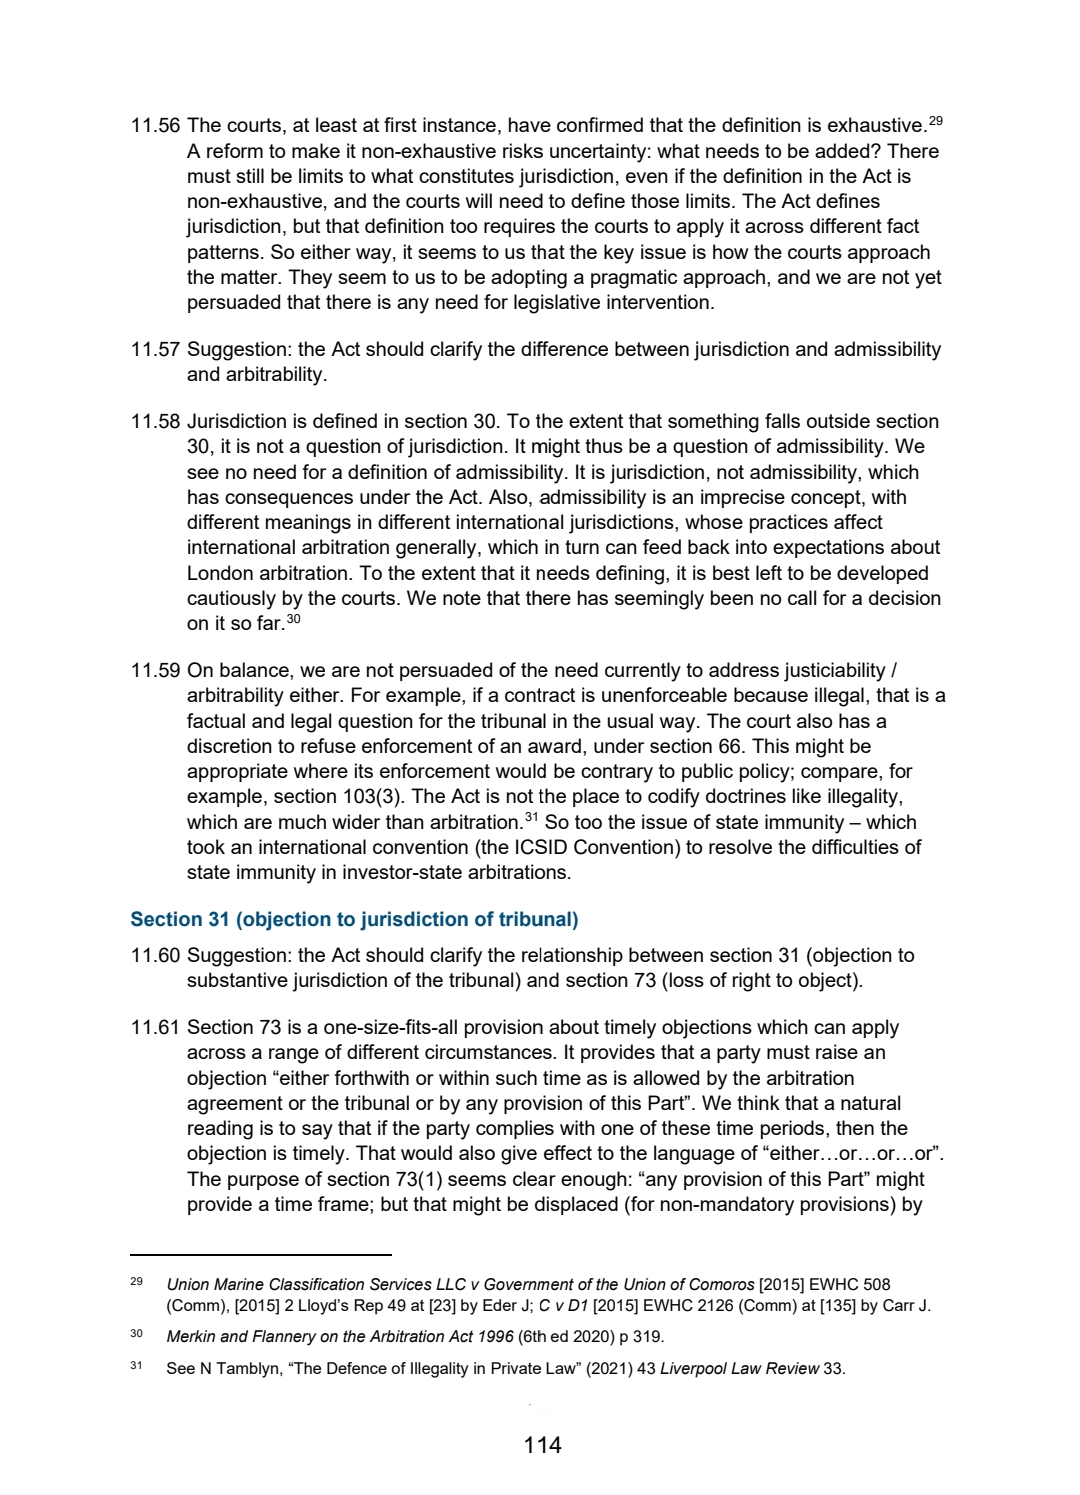 11.56 The courts, at least at first instance, have confirmed that the definition is exhaustive.29
A reform to make it non-exhaustive risks uncertainty: what needs to be added? There
must still be limits to what constitutes jurisdiction, even if the definition in the Act is
non-exhaustive, and the courts will need to define those limits. The Act defines
jurisdiction, but that definition too requires the courts to apply it across different fact
patterns. So either way, it seems to us that the key issue is how the courts approach
the matter. They seem to us to be adopting a pragmatic approach, and we are not yet
persuaded that there is any need for legislative intervention.
11.57 Suggestion: the Act should clarify the difference between jurisdiction and admissibility
and arbitrability.
11.58 Jurisdiction is defined in section 30. To the extent that something falls outside section
30, it is not a question of jurisdiction. It might thus be a question of admissibility. We
see no need for a definition of admissibility. It is jurisdiction, not admissibility, which
has consequences under the Act. Also, admissibility is an imprecise concept, with
different meanings in different international jurisdictions, whose practices affect
international arbitration generally, which in turn can feed back into expectations about
London arbitration. To the extent that it needs defining, it is best left to be developed
cautiously by the courts. We note that there has seemingly been no call for a decision
on it so far.30
11.59 On balance, we are not persuaded of the need currently to address justiciability /
arbitrability either. For example, if a contract is unenforceable because illegal, that is a
factual and legal question for the tribunal in the usual way. The court also has a
discretion to refuse enforcement of an award, under section 66. This might be
appropriate where its enforcement would be contrary to public policy; compare, for
example, section 103(3). The Act is not the place to codify doctrines like illegality,
which are much wider than arbitration.31 So too the issue of state immunity – which
took an international convention (the ICSID Convention) to resolve the difficulties of
state immunity in investor-state arbitrations.
Section 31 (objection to jurisdiction of tribunal)
11.60 Suggestion: the Act should clarify the relationship between section 31 (objection to
substantive jurisdiction of the tribunal) and section 73 (loss of right to object).
11.61 Section 73 is a one-size-fits-all provision about timely objections which can apply
across a range of different circumstances. It provides that a party must raise an
objection “either forthwith or within such time as is allowed by the arbitration
agreement or the tribunal or by any provision of this Part”. We think that a natural
reading is to say that if the party complies with one of these time periods, then the
objection is timely. That would also give effect to the language of “either…or…or…or”.
The purpose of section 73(1) seems clear enough: “any provision of this Part” might
provide a time frame; but that might be displaced (for non-mandatory provisions) by
29 Union Marine Classification Services LLC v Government of the Union of Comoros [2015] EWHC 508
(Comm), [2015] 2 Lloyd’s Rep 49 at [23] by Eder J; C v D1 [2015] EWHC 2126 (Comm) at [135] by Carr J.
30 Merkin and Flannery on the Arbitration Act 1996 (6th ed 2020) p 319.
31 See N Tamblyn, “The Defence of Illegality in Private Law” (2021) 43 Liverpool Law Review 33.
114